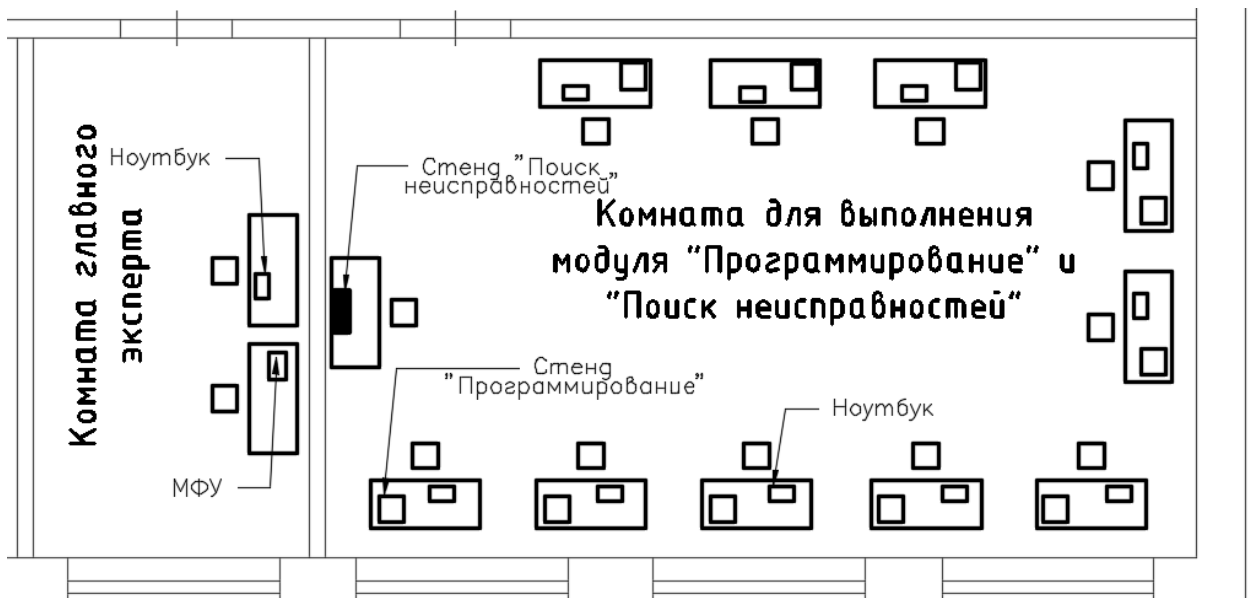 Комната главного
эксперта
Ноутбук
МФУ
Стенд "Поиск
неисправностей"
Комната для выполнения
модуля "Программирование" и
"Поиск неисправностей"
Стенд
"Программирование"
Ноутбук